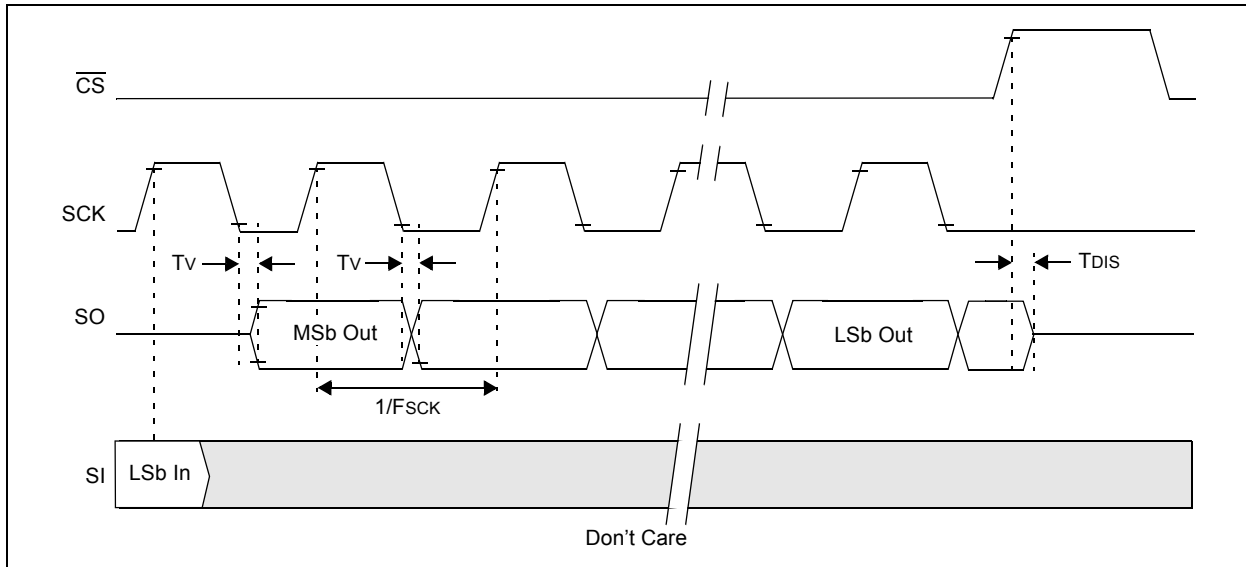 CS
SCK
TV
TV
TDIS
SO
MSb Out
LSb Out
1/FSCK
SI
LSb In
Don't Care